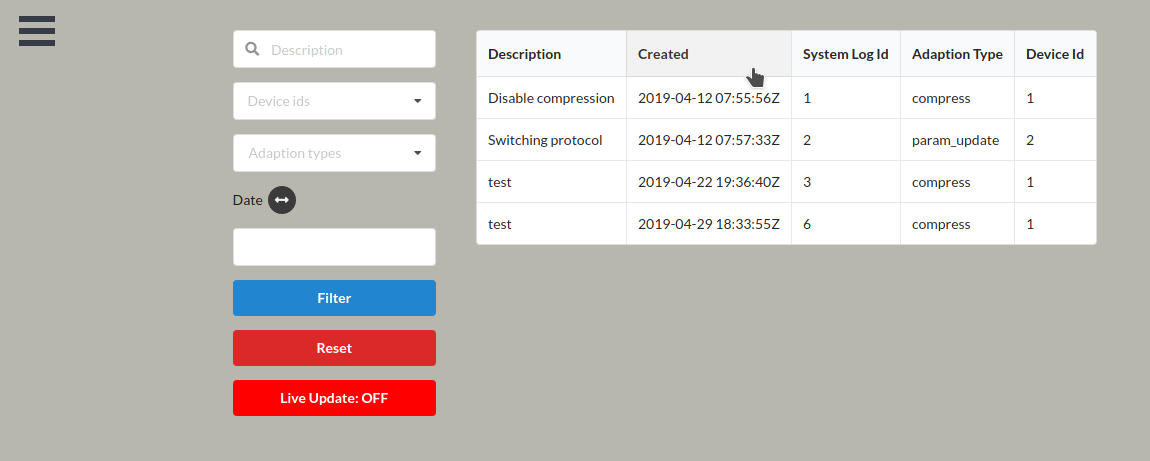 Description
Device ids
Adaption types
Date
Filter
Reset
Live Update: OFF
Description Created System Log Id Adaption Type Device Id
Disable compression 2019-04-12 07:55:56Z 1 compress 1
Switching protocol 2019-04-12 07:57:33Z 2 param_update 2
test 2019-04-22 19:36:40Z 3 compress 1
test 2019-04-29 18:33:55Z 6 compress 1